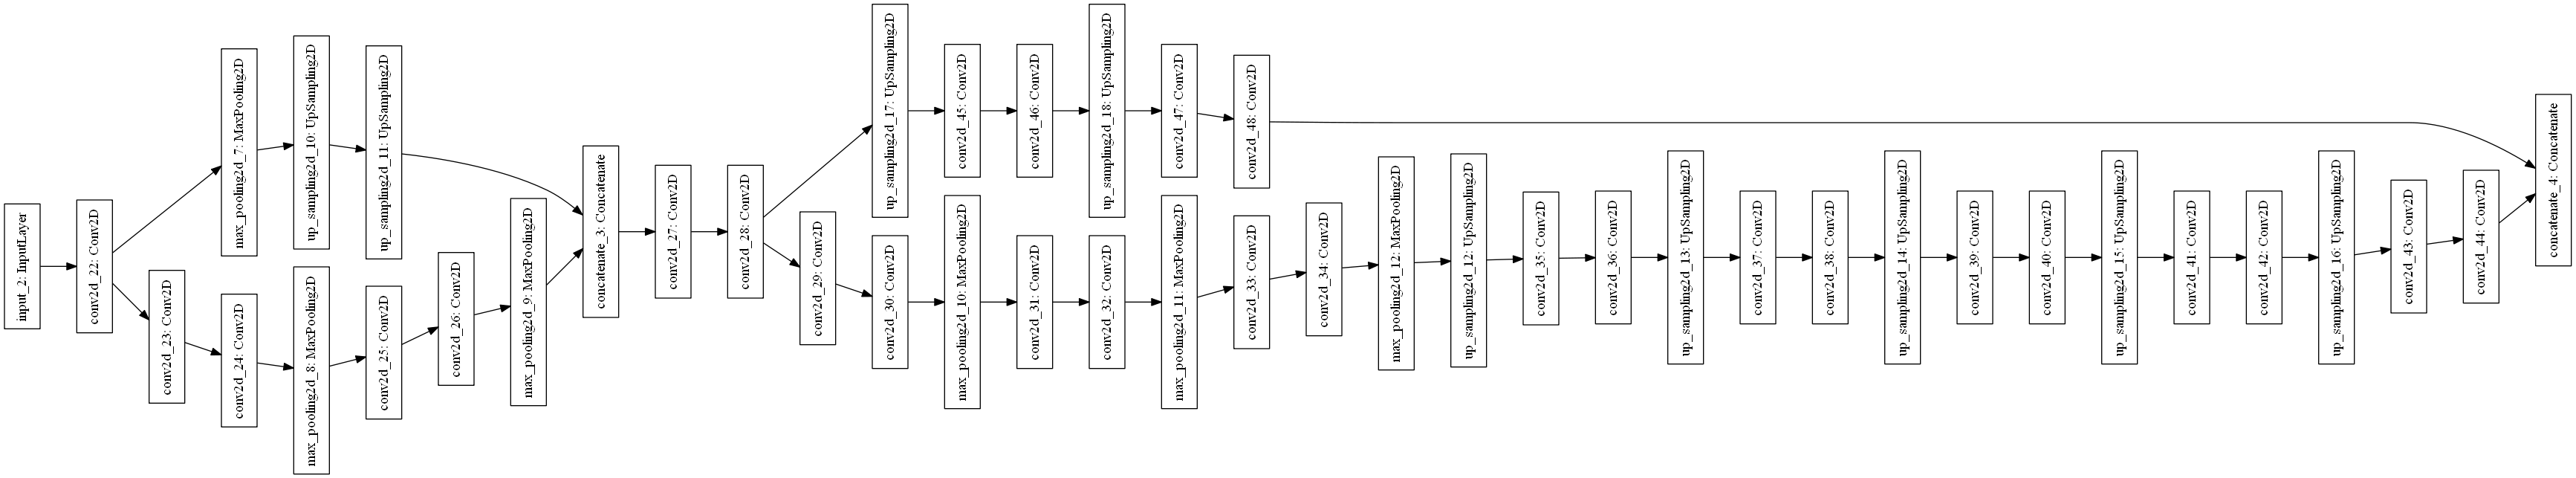 input_2: InputLayer
conv2d_22: Conv2D
conv2d_23: Conv2D
max_pooling2d_7: MaxPooling2D
conv2d_24: Conv2D
up_sampling2d_10: UpSampling2D
max_pooling2d_8: MaxPooling2D
up_sampling2d_11: UpSampling2D
conv2d_25: Conv2D
conv2d_26: Conv2D
max_pooling2d_9: MaxPooling2D
concatenate_3: Concatenate
conv2d_27: Conv2D
conv2d_28: Conv2D
conv2d_29: Conv2D
up_sampling2d_17: UpSampling2D
conv2d_30: Conv2D
conv2d_45: Conv2D
max_pooling2d_10: MaxPooling2D
conv2d_46: Conv2D
conv2d_31: Conv2D
up_sampling2d_18: UpSampling2D
conv2d_32: Conv2D
conv2d_47: Conv2D
max_pooling2d_11: MaxPooling2D
conv2d_48: Conv2D
conv2d_33: Conv2D
conv2d_34: Conv2D
max_pooling2d_12: MaxPooling2D
up_sampling2d_12: UpSampling2D
conv2d_35: Conv2D
conv2d_36: Conv2D
up_sampling2d_13: UpSampling2D
conv2d_37: Conv2D
conv2d_38: Conv2D
up_sampling2d_14: UpSampling2D
conv2d_39: Conv2D
conv2d_40: Conv2D
up_sampling2d_15: UpSampling2D
conv2d_41: Conv2D
conv2d_42: Conv2D
up_sampling2d_16: UpSampling2D
conv2d_43: Conv2D
conv2d_44: Conv2D
concatenate_4: Concatenate